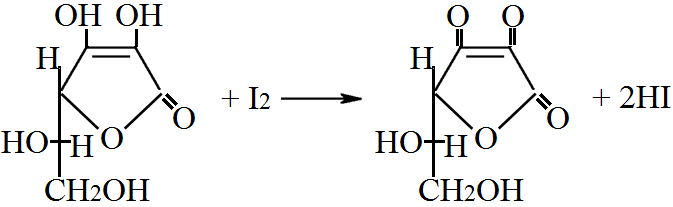 OH OH O O
H H
O + I2 O + 2HI
HO H O HO H O
CH2OH CH2OH